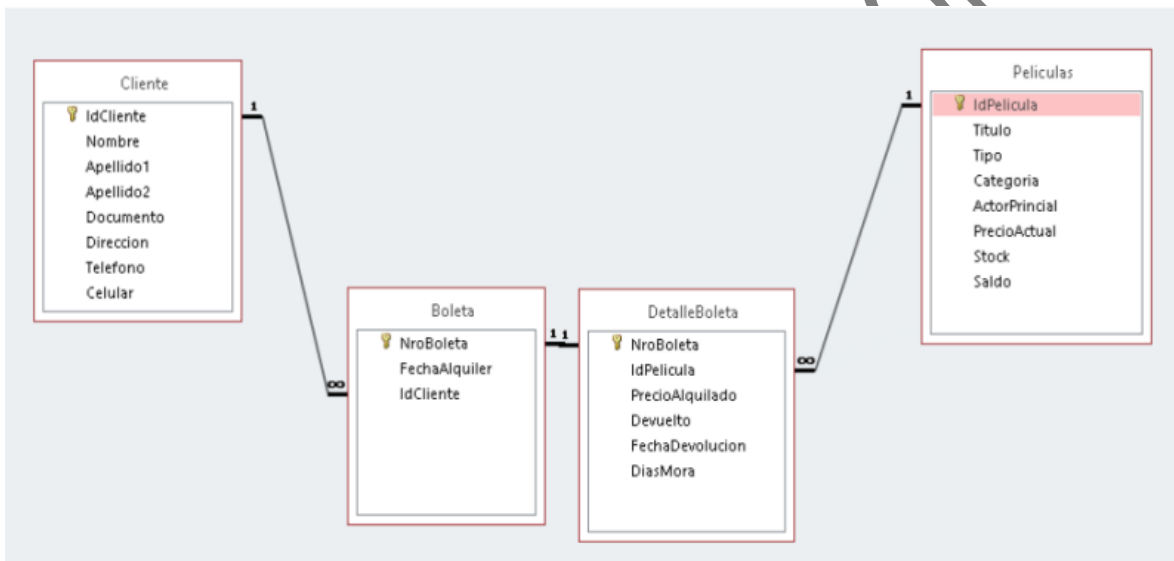 Cliente
IdCliente
Nombre
Apellido1
Apellido2
Documento
Direccion
Telefono
Celular
1
∞
Boleta
NroBoleta
FechaAlquiler
IdCliente
1 1
DetalleBoleta
NroBoleta
IdPelicula
PrecioAlquilado
Devuelto
FechaDevolucion
DiasMora
∞
1
Peliculas
IdPelicula
Titulo
Tipo
Categoria
ActorPrincial
PrecioActual
Stock
Saldo